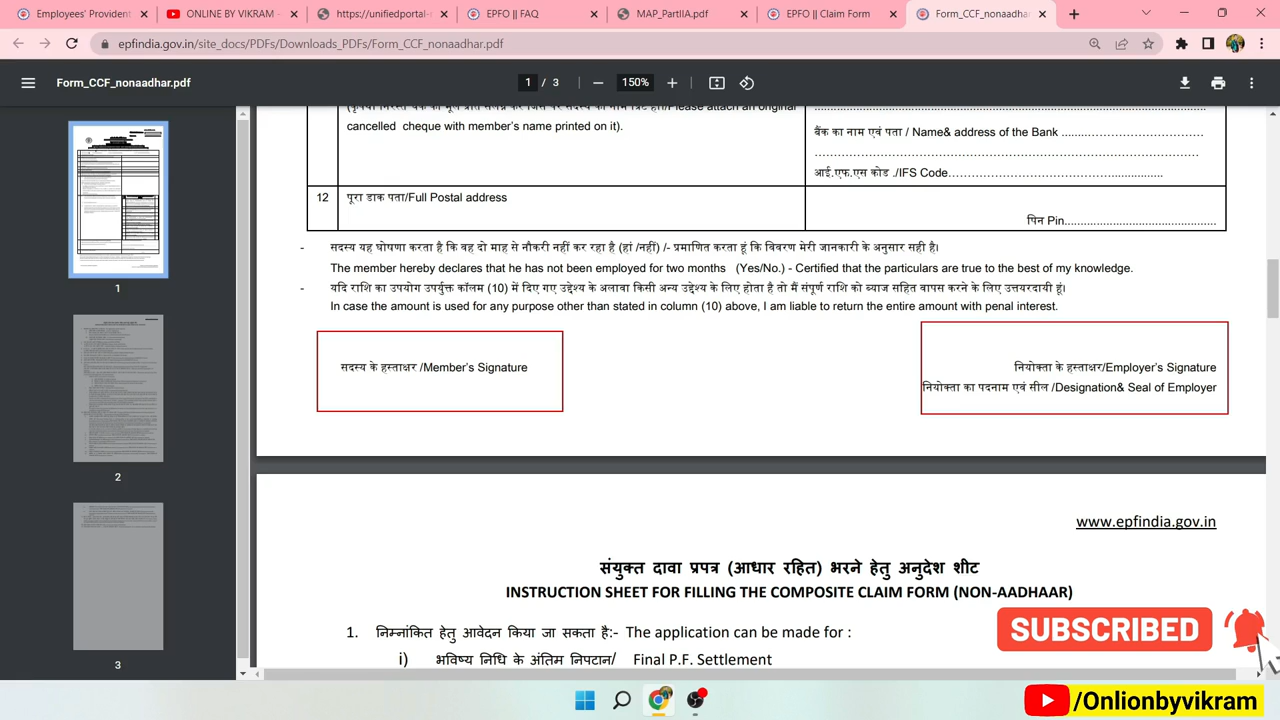 Employees' Provident
ONLINE BY VIKRAM -
https://unifiedportal-
EPFO || FAQ
MAP_PartIIA.pdf
EPFO || Claim Form
Form_CCF_nonaadhar
epfindia.gov.in/site_docs/PDFs/Downloads_PDFs/Form_CCF_nonaadhar.pdf
Form_CCF_nonaadhar.pdf
1 / 3
150%
/Please attach an original
cancelled cheque with member's name printed on it).
बैंक का नाम एवं पता / Name& address of the Bank ....................................
....................................................................................
आई.एफ.एस कोड ./IFS Code...............................................
12 पूरा डाक पता/Full Postal address
पिन Pin...............................................
- सदस्य यह घोषणा करता है कि वह दो माह से नौकरी नहीं कर रहा है (हां /नहीं) /- प्रमाणित करता हूं कि विवरण मेरी जानकारी के अनुसार सही है।
The member hereby declares that he has not been employed for two months (Yes/No.) - Certified that the particulars are true to the best of my knowledge.
- यदि राशि का उपयोग उपर्युक्त कॉलम (10) में दिए गए उद्देश्य के अलावा किसी अन्य उद्देश्य के लिए होता है तो मैं संपूर्ण राशि को ब्याज सहित वापस करने के लिए उत्तयरदायी हूं।
In case the amount is used for any purpose other than stated in column (10) above, I am liable to return the entire amount with penal interest.
सदस्य के हस्ताक्षर /Member's Signature
नियोक्ता के हस्ताक्षर/Employer's Signature
नियोक्ता का पदनाम एवं सील /Designation& Seal of Employer
1
2
3
www.epfindia.gov.in
संयुक्त दावा प्रपत्र (आधार रहित) भरने हेतु अनुदेश शीट
INSTRUCTION SHEET FOR FILLING THE COMPOSITE CLAIM FORM (NON-AADHAAR)
1. निम्नांकित हेतु आवेदन किया जा सकता है:- The application can be made for :
i) भविष्य निधि के अंतिम निपटान/ Final P.F. Settlement
SUBSCRIBED
/Onlionbyvikram